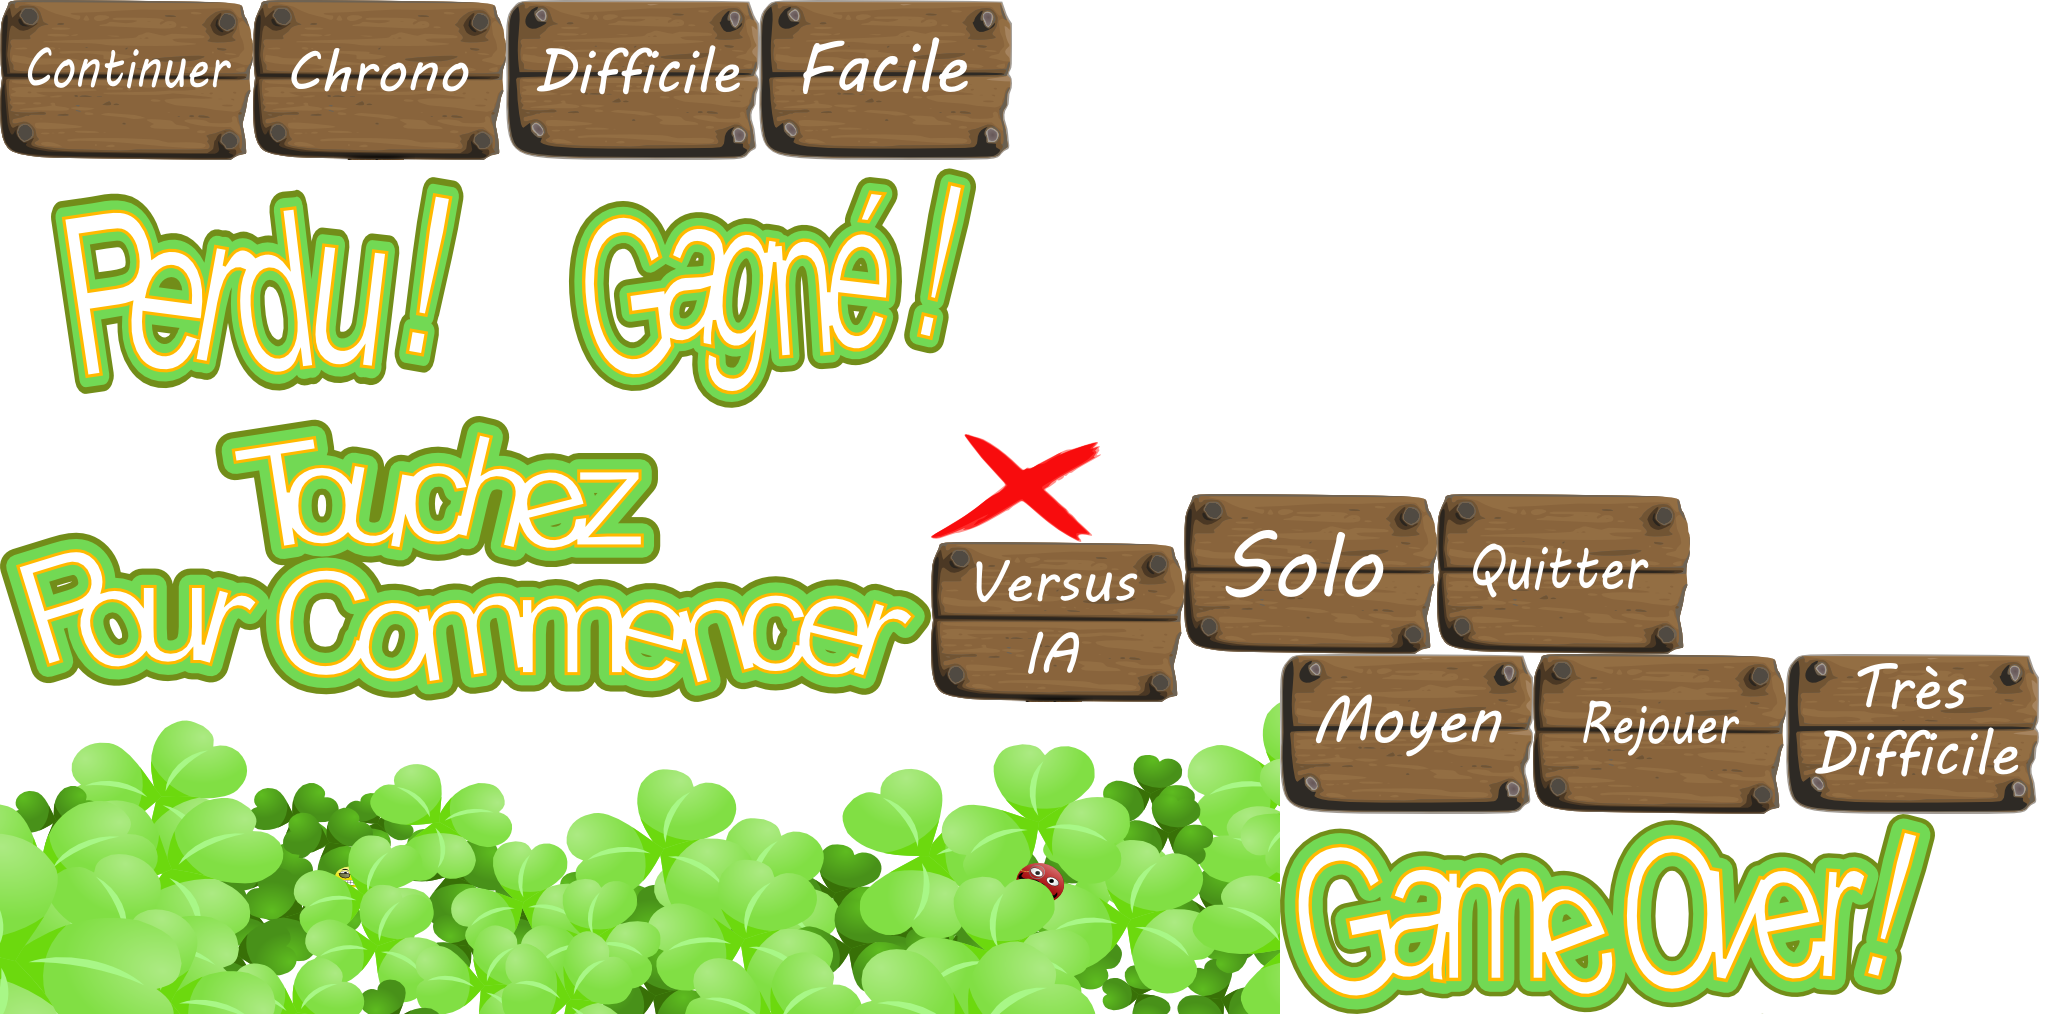 Continuer
Chrono
Difficile
Facile
Perdu !
Gagné !
Touchez
Pour Commencer
Versus
IA
Solo
Quitter
Moyen
Rejouer
Très
Difficile
Game Over !